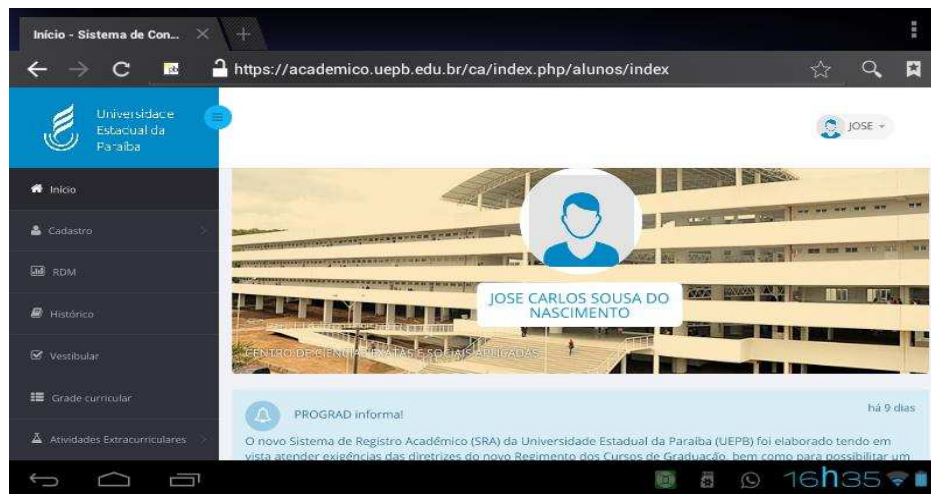 Início - Sistema de Con...
https://academico.uepb.edu.br/ca/index.php/alunos/index
Universidade
Estadual da
Paraíba
JOSE
Início
Cadastro
RDM
Histórico
Vestibular
Grade curricular
Atividades Extracurriculares
JOSE CARLOS SOUSA DO
NASCIMENTO
CENTRO DE CIÊNCIAS EXATAS E SOCIAIS APLICADAS
PROGRAD informa!
há 9 dias
O novo Sistema de Registro Acadêmico (SRA) da Universidade Estadual da Paraíba (UEPB) foi elaborado tendo em
vista atender exigências das diretrizes do novo Regimento dos Cursos de Graduação, bem como para possibilitar um
16h35